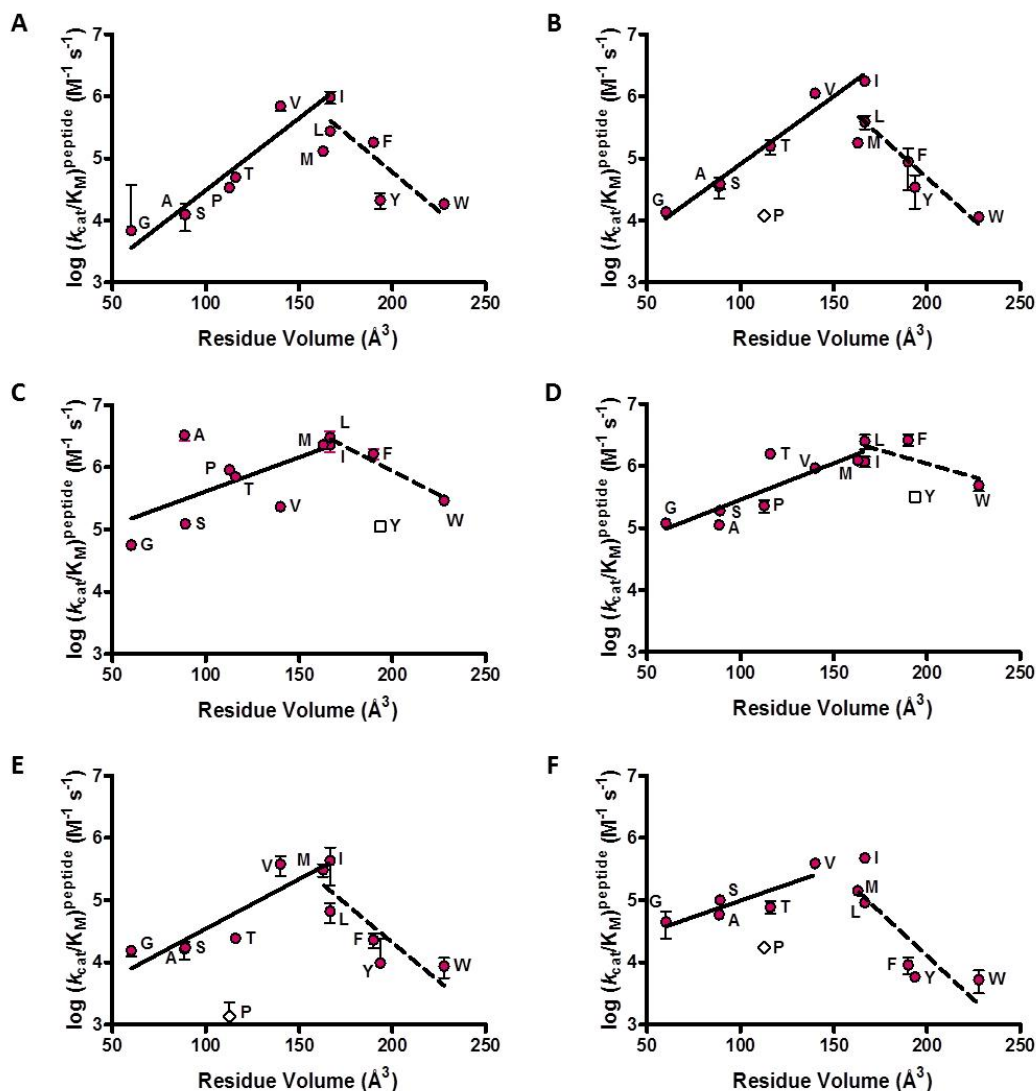 A
log (kcat/KM)peptide (M-1 s-1)
7
6
5
4
3
G
A
S
P
T
V
I
L
M
F
Y
W
50 100 150 200 250
Residue Volume (Å3)
B
log (kcat/KM)peptide (M-1 s-1)
7
6
5
4
3
G
A
S
P
T
V
I
L
M
F
Y
W
50 100 150 200 250
Residue Volume (Å3)
C
log (kcat/KM)peptide (M-1 s-1)
7
6
5
4
3
G
A
S
P
T
V
M
L
I
F
Y
W
50 100 150 200 250
Residue Volume (Å3)
D
log (kcat/KM)peptide (M-1 s-1)
7
6
5
4
3
G
S
A
P
T
V
M
L
I
F
Y
W
50 100 150 200 250
Residue Volume (Å3)
E
log (kcat/KM)peptide (M-1 s-1)
7
6
5
4
3
G
A
S
P
T
V
M
I
L
F
Y
W
50 100 150 200 250
Residue Volume (Å3)
F
log (kcat/KM)peptide (M-1 s-1)
7
6
5
4
3
G
S
A
P
T
V
I
M
L
F
Y
W
50 100 150 200 250
Residue Volume (Å3)